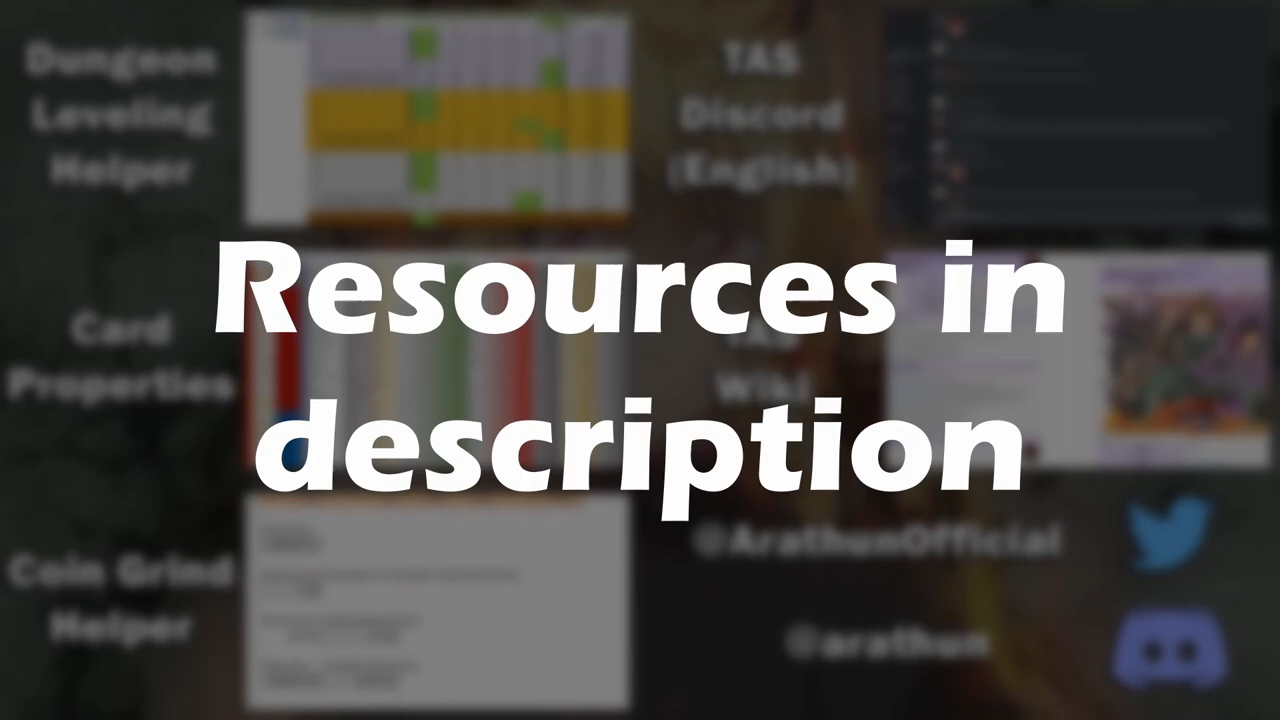 Dungeon
Leveling
Helper
TAS
Discord
(English)
Resources in
description
Card
Properties
TAS
Wiki
Coin Grind
Helper
@ArathunOfficial
@arathun